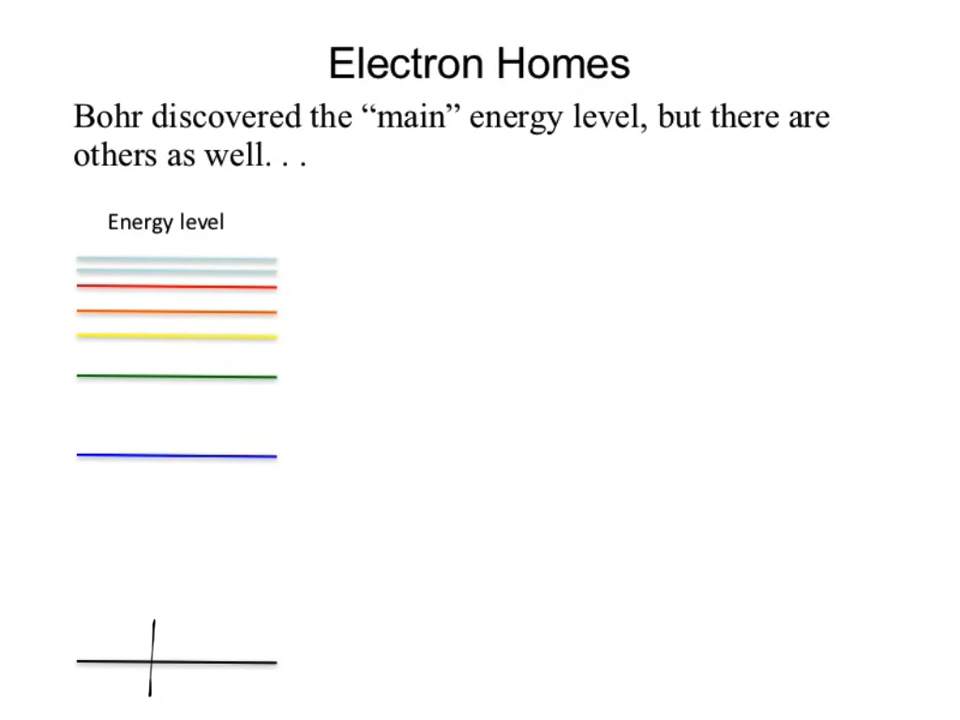 Electron Homes
Bohr discovered the “main” energy level, but there are
others as well. . .
Energy level